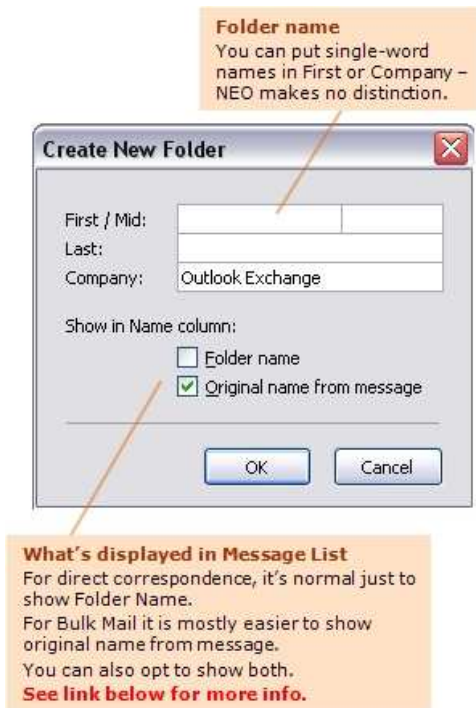 Folder name
You can put single-word
names in First or Company –
NEO makes no distinction.
Create New Folder
First / Mid:
Last:
Company: Outlook Exchange
Show in Name column:
Folder name
Original name from message
OK Cancel
What's displayed in Message List
For direct correspondence, it's normal just to
show Folder Name.
For Bulk Mail it is mostly easier to show
original name from message.
You can also opt to show both.
See link below for more info.